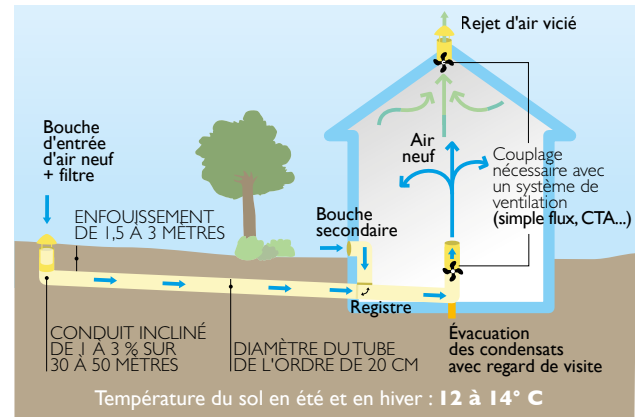 Rejet d'air vicié
Bouche
d'entrée
d'air neuf
+ filtre
Air
neuf
Couplage
nécessaire avec
un système de
ventilation
(simple flux, CTA...)
ENFOUISSEMENT
DE 1,5 À 3 MÈTRES
Bouche
secondaire
Registre
CONDUIT INCLINÉ
DE 1 À 3 % SUR
30 À 50 MÈTRES
DIAMÈTRE DU TUBE
DE L'ORDRE DE 20 CM
Évacuation
des condensats
avec regard de visite
Température du sol en été et en hiver : 12 à 14° C